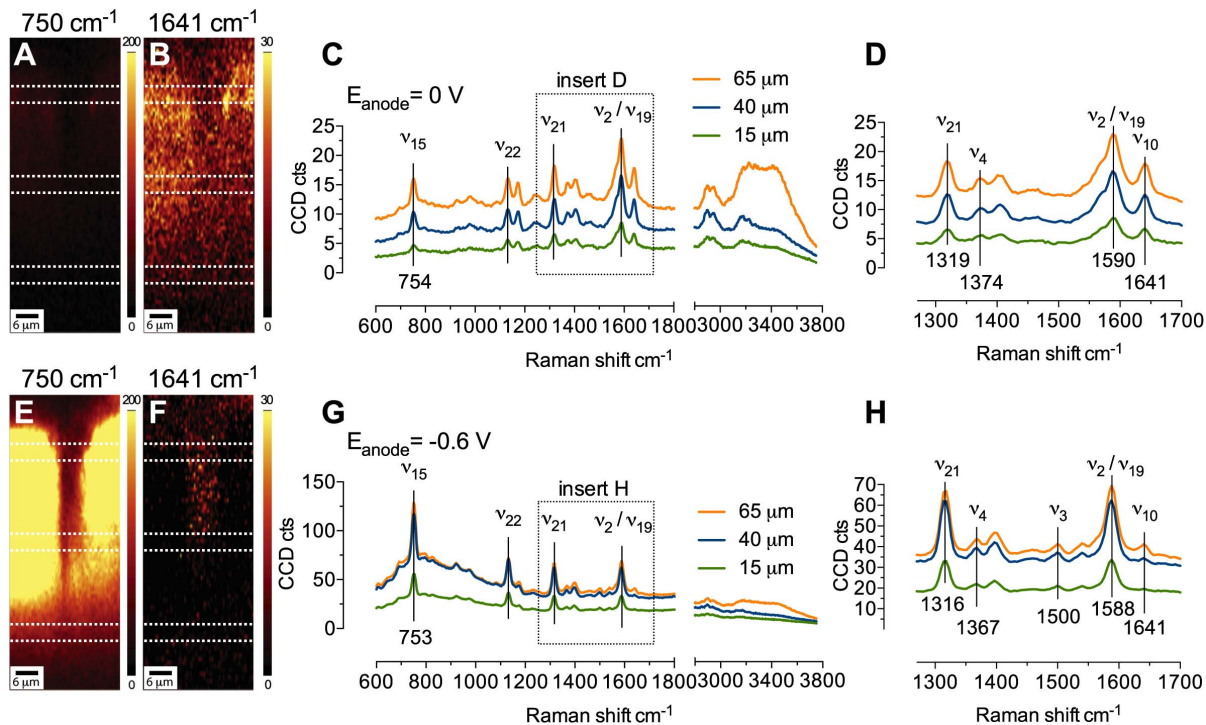 750 cm⁻¹ 1641 cm⁻¹
A
200
0
6 µm
B
30
0
6 µm
C
E_anode = 0 V
insert D
65 µm
40 µm
15 µm
ν₁₅
ν₂₂
ν₂₁
ν₂ / ν₁₉
754
CCD cts
25
20
15
10
5
0
600 800 1000 1200 1400 1600 1800 2800 3000 3400 3800
Raman shift cm⁻¹
D
ν₂₁
ν₄
ν₂ / ν₁₉
ν₁₀
1319
1374
1590
1641
CCD cts
25
20
15
10
5
0
1300 1400 1500 1600 1700
Raman shift cm⁻¹
750 cm⁻¹ 1641 cm⁻¹
E
200
0
6 µm
F
30
0
6 µm
G
E_anode = -0.6 V
insert H
65 µm
40 µm
15 µm
ν₁₅
ν₂₂
ν₂₁
ν₂ / ν₁₉
753
CCD cts
150
100
50
0
600 800 1000 1200 1400 1600 1800 2800 3000 3400 3800
Raman shift cm⁻¹
H
ν₂₁
ν₄
ν₃
ν₂ / ν₁₉
ν₁₀
1316
1367
1500
1588
1641
CCD cts
70
60
50
40
30
20
10
1300 1400 1500 1600 1700
Raman shift cm⁻¹